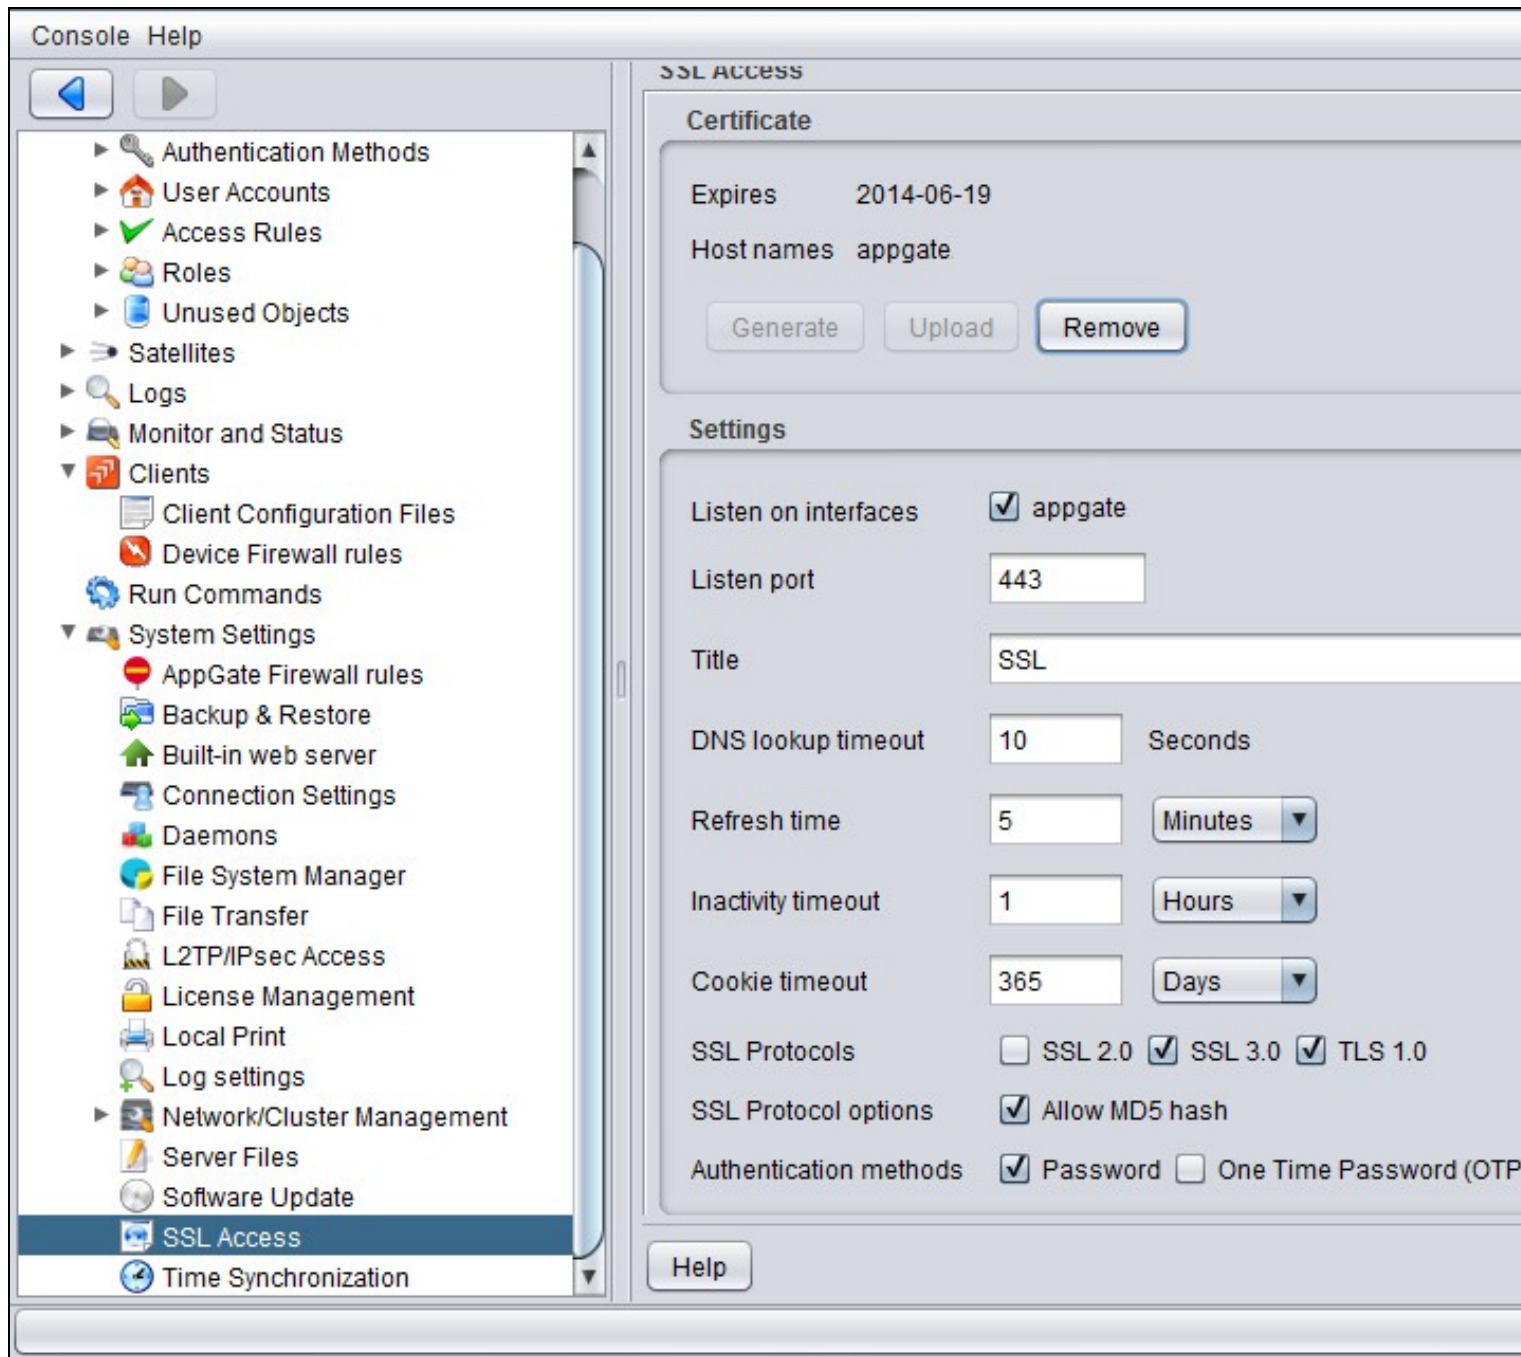 Console Help
Authentication Methods
User Accounts
Access Rules
Roles
Unused Objects
Satellites
Logs
Monitor and Status
Clients
Client Configuration Files
Device Firewall rules
Run Commands
System Settings
AppGate Firewall rules
Backup & Restore
Built-in web server
Connection Settings
Daemons
File System Manager
File Transfer
L2TP/IPsec Access
License Management
Local Print
Log settings
Network/Cluster Management
Server Files
Software Update
SSL Access
Time Synchronization
SSL Access
Certificate
Expires 2014-06-19
Host names appgate
Generate Upload Remove
Settings
Listen on interfaces appgate
Listen port 443
Title SSL
DNS lookup timeout 10 Seconds
Refresh time 5 Minutes
Inactivity timeout 1 Hours
Cookie timeout 365 Days
SSL Protocols SSL 2.0 SSL 3.0 TLS 1.0
SSL Protocol options Allow MD5 hash
Authentication methods Password One Time Password (OTP
Help